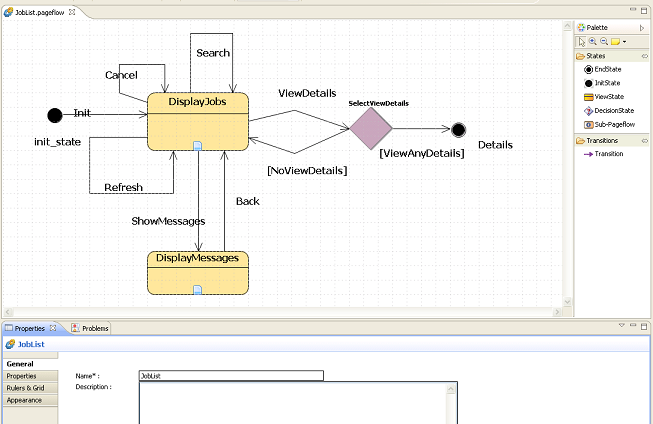 JobList.pageflow
Palette
States
EndState
InitState
ViewState
DecisionState
Sub-Pageflow
Transitions
Transition
Search
Cancel
DisplayJobs
ViewDetails
SelectViewDetails
Init
init_state
Details
[ViewAnyDetails]
[NoViewDetails]
Refresh
Back
ShowMessages
DisplayMessages
Properties
Problems
JobList
General
Properties
Rulers & Grid
Appearance
Name* :
JobList
Description :